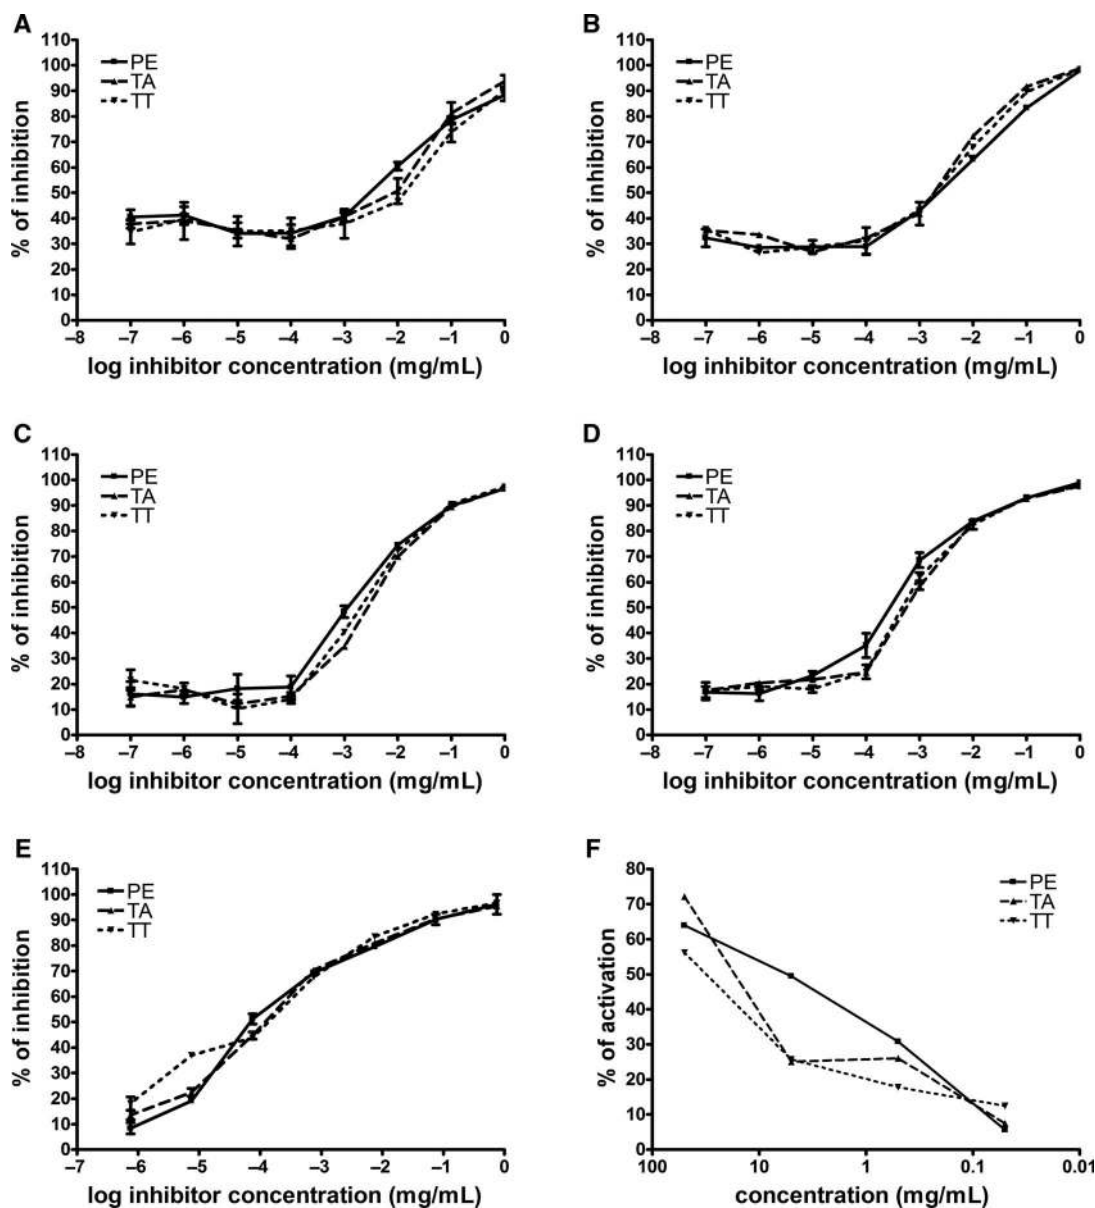 A
B
110
100
90
80
70
60
50
40
30
20
10
0
% of inhibition
PE
TA
TT
–8 –7 –6 –5 –4 –3 –2 –1 0
log inhibitor concentration (mg/mL)
110
100
90
80
70
60
50
40
30
20
10
0
% of inhibition
PE
TA
TT
–8 –7 –6 –5 –4 –3 –2 –1 0
log inhibitor concentration (mg/mL)
C
D
110
100
90
80
70
60
50
40
30
20
10
0
% of inhibition
PE
TA
TT
–8 –7 –6 –5 –4 –3 –2 –1 0
log inhibitor concentration (mg/mL)
110
100
90
80
70
60
50
40
30
20
10
0
% of inhibition
PE
TA
TT
–8 –7 –6 –5 –4 –3 –2 –1 0
log inhibitor concentration (mg/mL)
E
F
110
100
90
80
70
60
50
40
30
20
10
0
% of inhibition
PE
TA
TT
–7 –6 –5 –4 –3 –2 –1 0
log inhibitor concentration (mg/mL)
80
70
60
50
40
30
20
10
0
% of activation
PE
TA
TT
100 10 1 0.1 0.01
concentration (mg/mL)